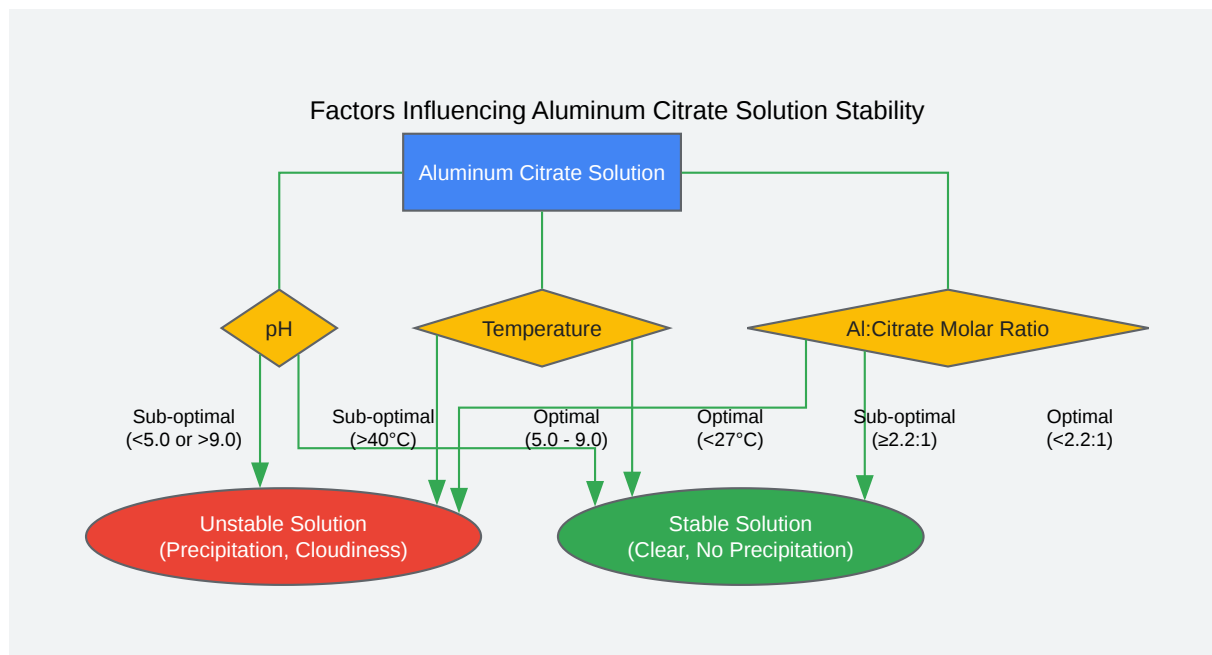 Factors Influencing Aluminum Citrate Solution Stability
Aluminum Citrate Solution
pH
Temperature
Al:Citrate Molar Ratio
Sub-optimal
(<5.0 or >9.0)
Sub-optimal
(>40°C)
Optimal
(5.0 - 9.0)
Optimal
(<27°C)
Sub-optimal
(≥2.2:1)
Optimal
(<2.2:1)
Unstable Solution
(Precipitation, Cloudiness)
Stable Solution
(Clear, No Precipitation)